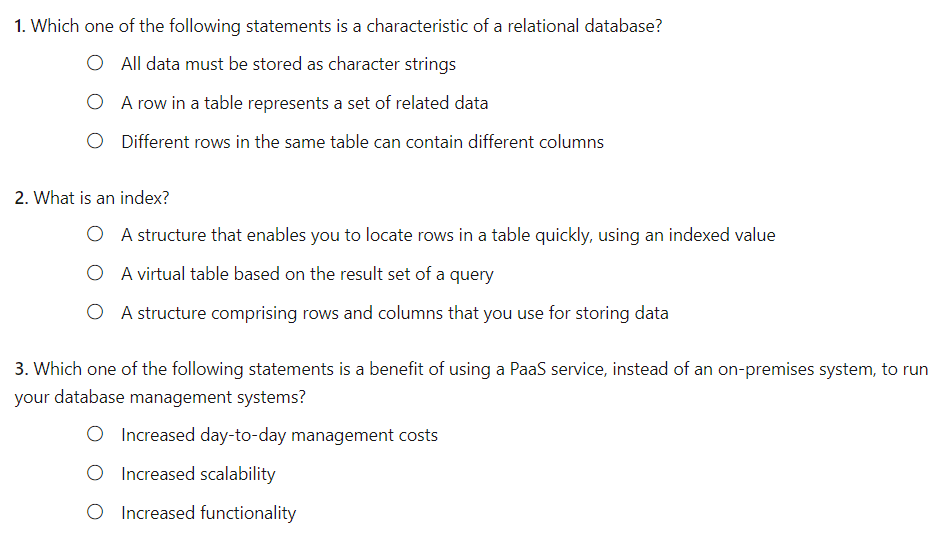 1. Which one of the following statements is a characteristic of a relational database?
All data must be stored as character strings
A row in a table represents a set of related data
Different rows in the same table can contain different columns
2. What is an index?
A structure that enables you to locate rows in a table quickly, using an indexed value
A virtual table based on the result set of a query
A structure comprising rows and columns that you use for storing data
3. Which one of the following statements is a benefit of using a PaaS service, instead of an on-premises system, to run
your database management systems?
Increased day-to-day management costs
Increased scalability
Increased functionality